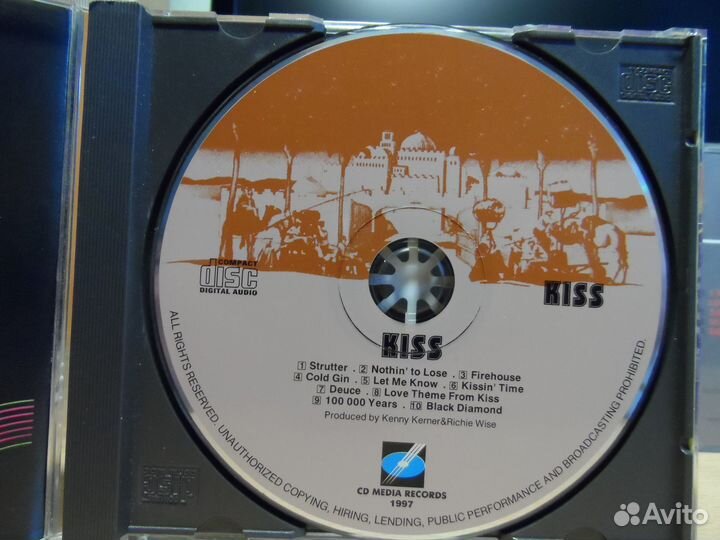 COMPACT
disc
DIGITAL AUDIO
KISS
KISS
1 Strutter . 2 Nothin' to Lose . 3 Firehouse
4 Cold Gin . 5 Let Me Know . 6 Kissin' Time
7 Deuce . 8 Love Theme From Kiss
9 100 000 Years . 10 Black Diamond
Produced by Kenny Kerner&Richie Wise
CD MEDIA RECORDS
1997
ALL RIGHTS RESERVED. UNAUTHORIZED COPYING, HIRING, LENDING, PUBLIC PERFORMANCE AND BROADCASTING PROHIBITED.
disc
Avito